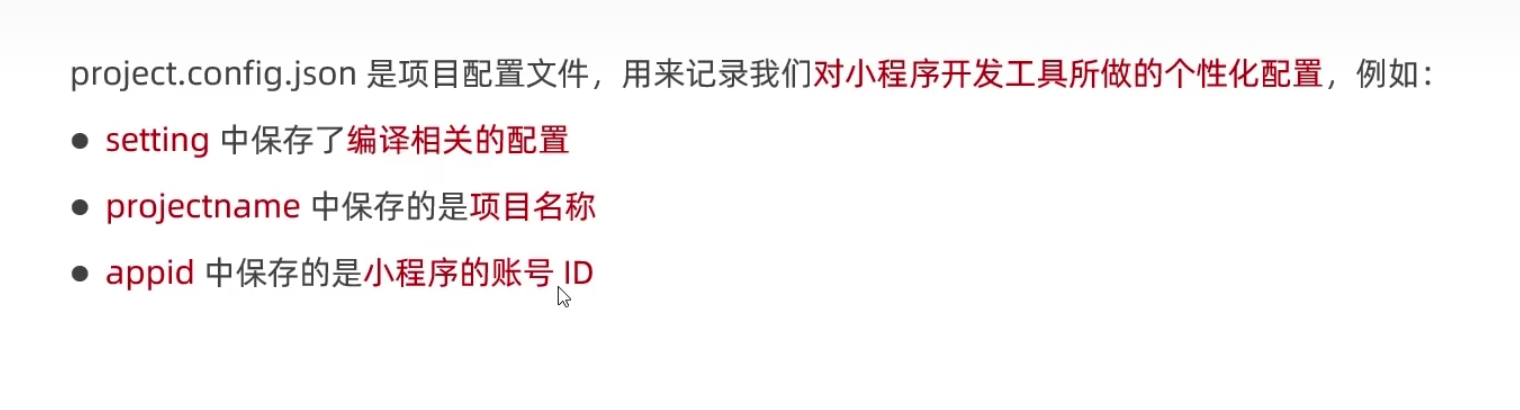 project.config.json 是项目配置文件，用来记录我们对小程序开发工具所做的个性化配置，例如：
● setting 中保存了编译相关的配置
● projectname 中保存的是项目名称
● appid 中保存的是小程序的账号 ID